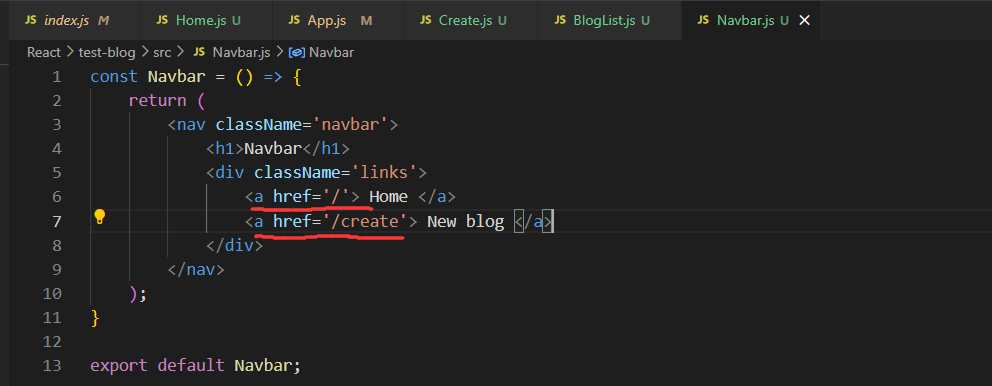 JS index.js M JS Home.js U JS App.js M JS Create.js U JS BlogList.js U JS Navbar.js U
React > test-blog > src > JS Navbar.js > Navbar
1 const Navbar = () => {
2 return (
3 <nav className='navbar'>
4 <h1>Navbar</h1>
5 <div className='links'>
6 <a href='/'> Home </a>
7 <a href='/create'> New blog </a>
8 </div>
9 </nav>
10 );
11 }
12
13 export default Navbar;